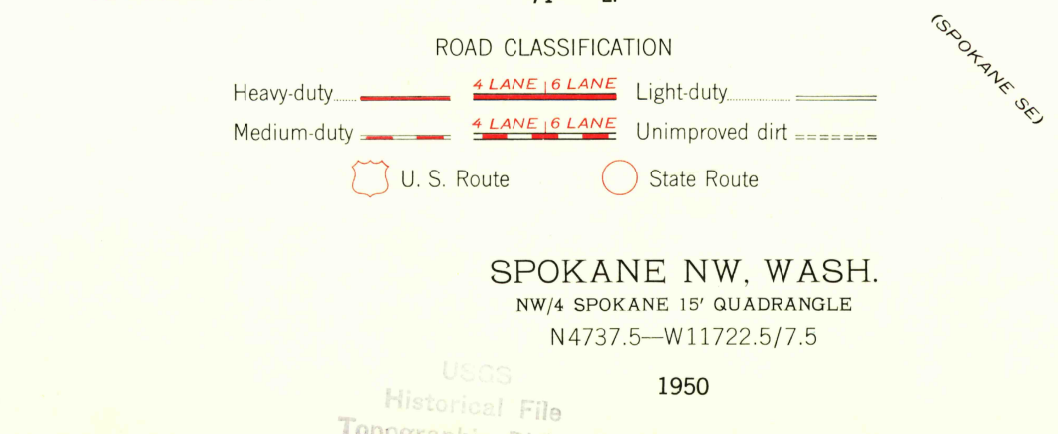 ROAD CLASSIFICATION
Heavy-duty 4 LANE 6 LANE Light-duty
Medium-duty 4 LANE 6 LANE Unimproved dirt
U. S. Route State Route
(SPOKANE SE)
SPOKANE NW, WASH.
NW/4 SPOKANE 15′ QUADRANGLE
N4737.5—W11722.5/7.5
1950
USGS
Historical File